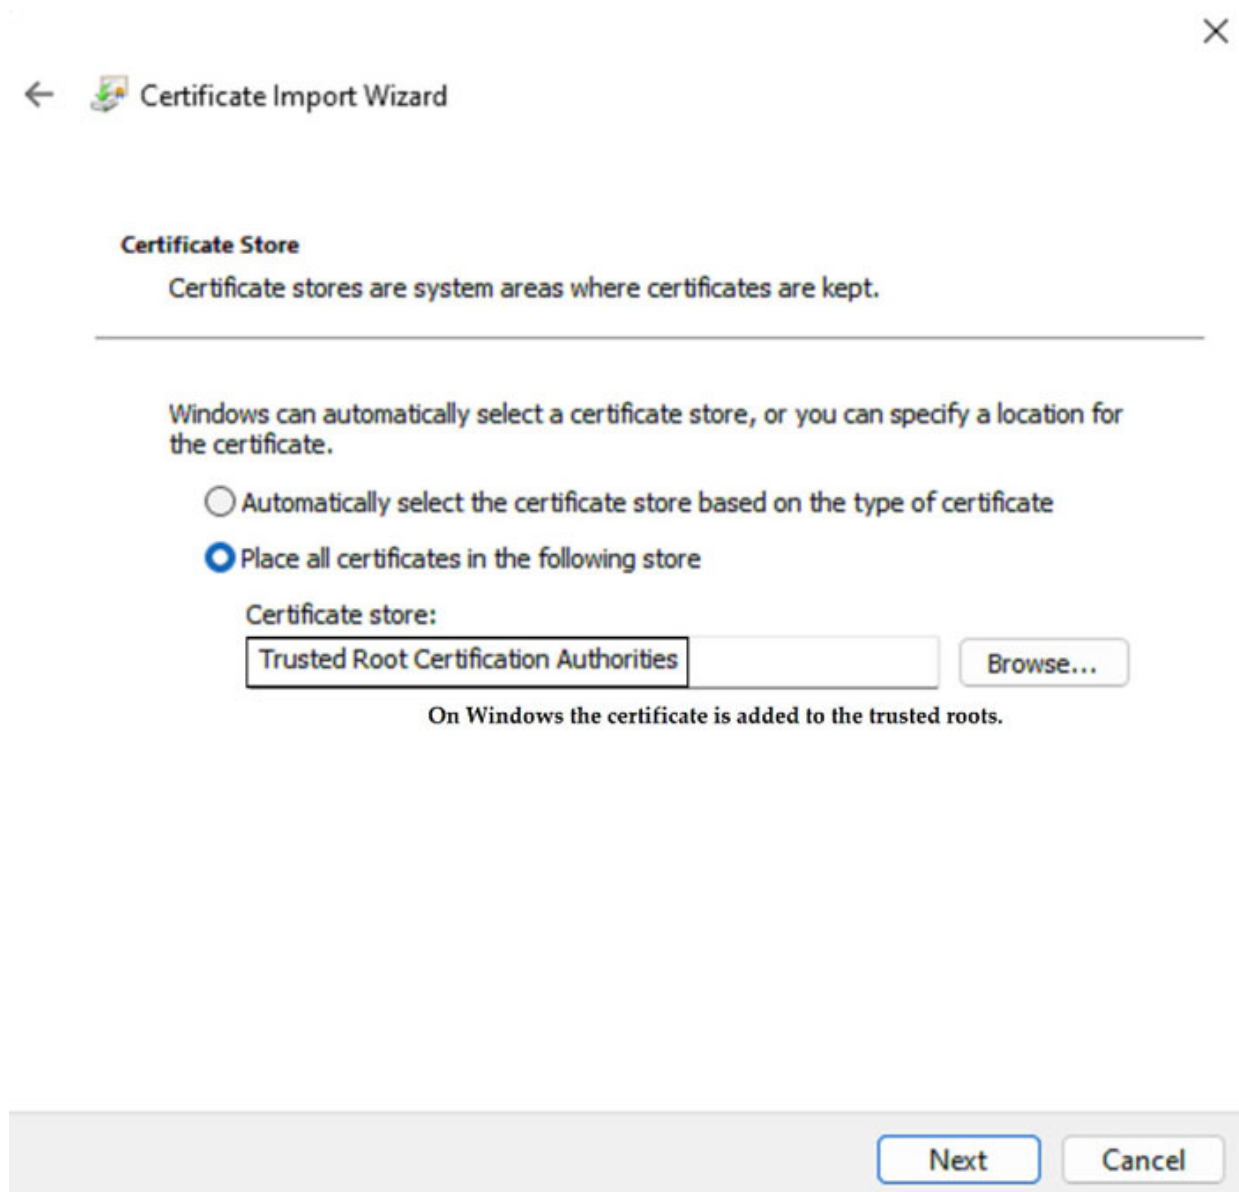 Certificate Import Wizard
Certificate Store
Certificate stores are system areas where certificates are kept.
Windows can automatically select a certificate store, or you can specify a location for
the certificate.
Automatically select the certificate store based on the type of certificate
Place all certificates in the following store
Certificate store:
Trusted Root Certification Authorities
Browse...
On Windows the certificate is added to the trusted roots.
Next
Cancel